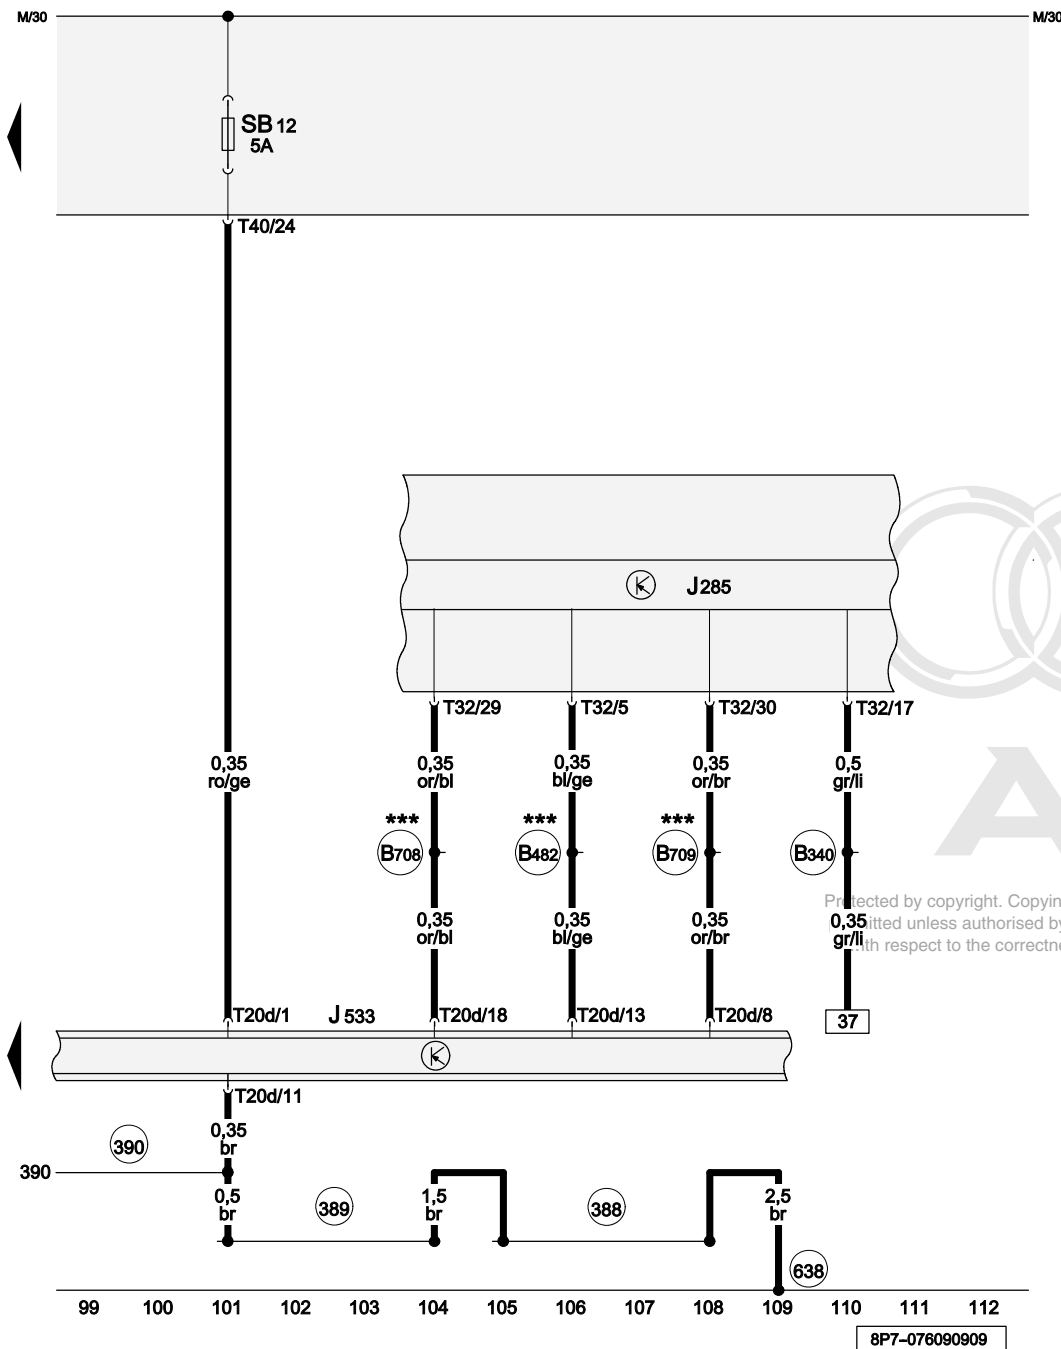 M/30 M/30
SB 12
5A
T40/24
J 285
T32/29 T32/5 T32/30 T32/17
0,35 0,35 0,35 0,35 0,5
ro/ge or/bl bl/ge or/br gr/li
*** *** ***
B708 B482 B709 B340
0,35 0,35 0,35 0,35
or/bl bl/ge or/br gr/li
Protected by copyright. Copyin
itted unless authorised by
ith respect to the correctne
T20d/1 J 533 T20d/18 T20d/13 T20d/8
37
T20d/11
0,35
br
390
390
0,5 1,5 2,5
br br br
389 388
638
99 100 101 102 103 104 105 106 107 108 109 110 111 112
8P7-076090909